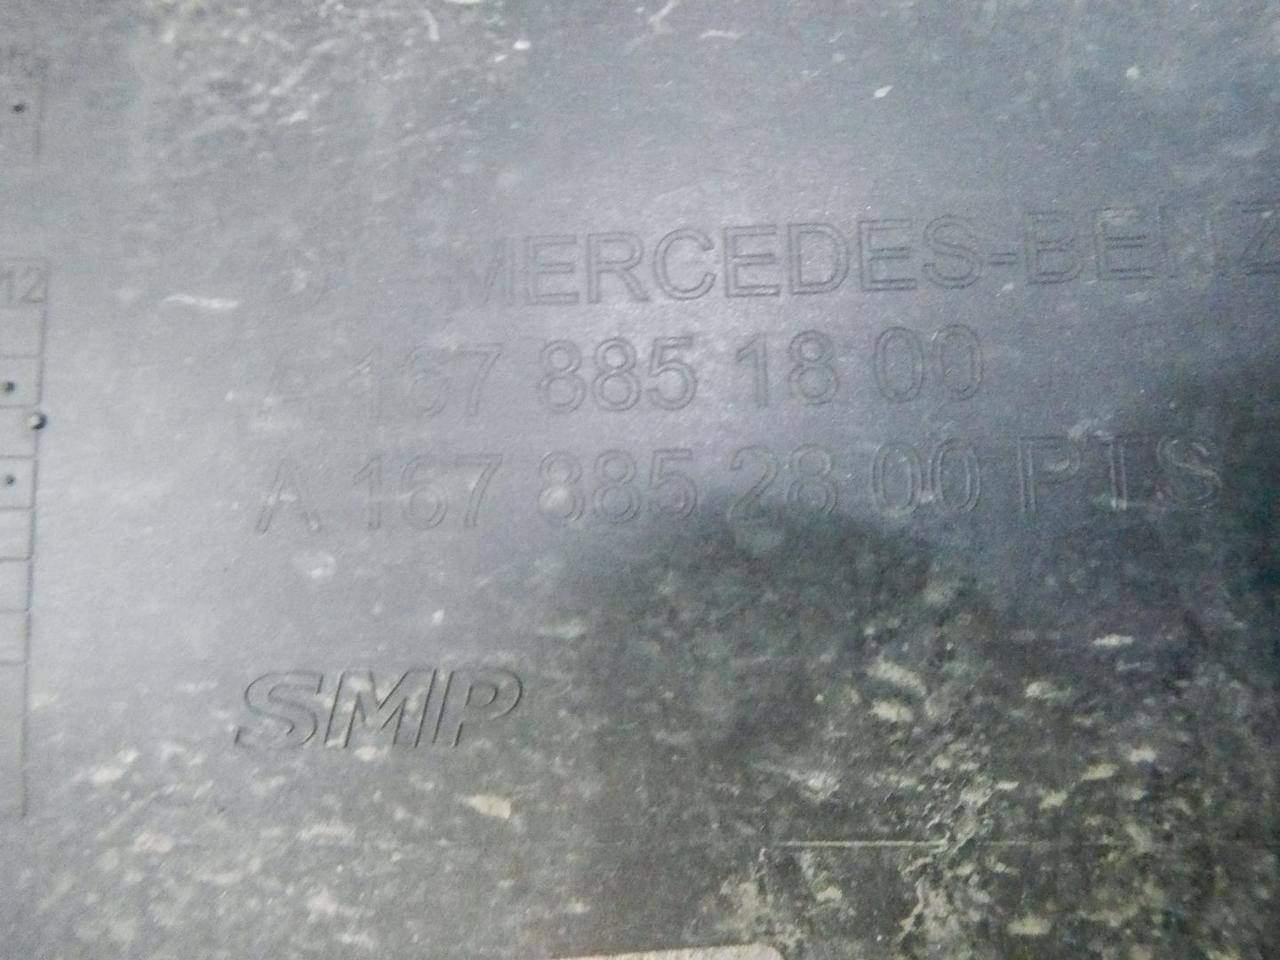 MERCEDES-BENZ
A 167 885 18 00
A 167 885 28 00 PTS
SMP
12